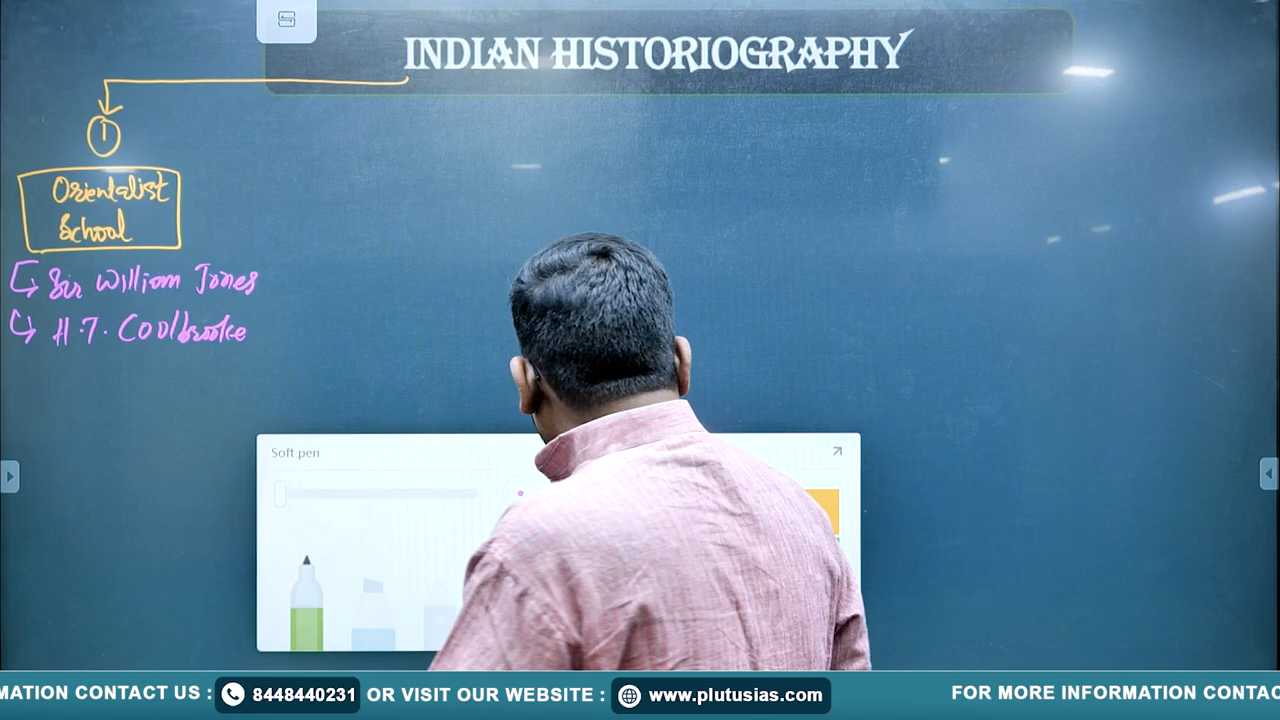 INDIAN HISTORIOGRAPHY
1
Orientalist
School
Sir William Jones
H.T. Coolbrooke
Soft pen
MATION CONTACT US : 8448440231 OR VISIT OUR WEBSITE : www.plutusias.com FOR MORE INFORMATION CONTAC